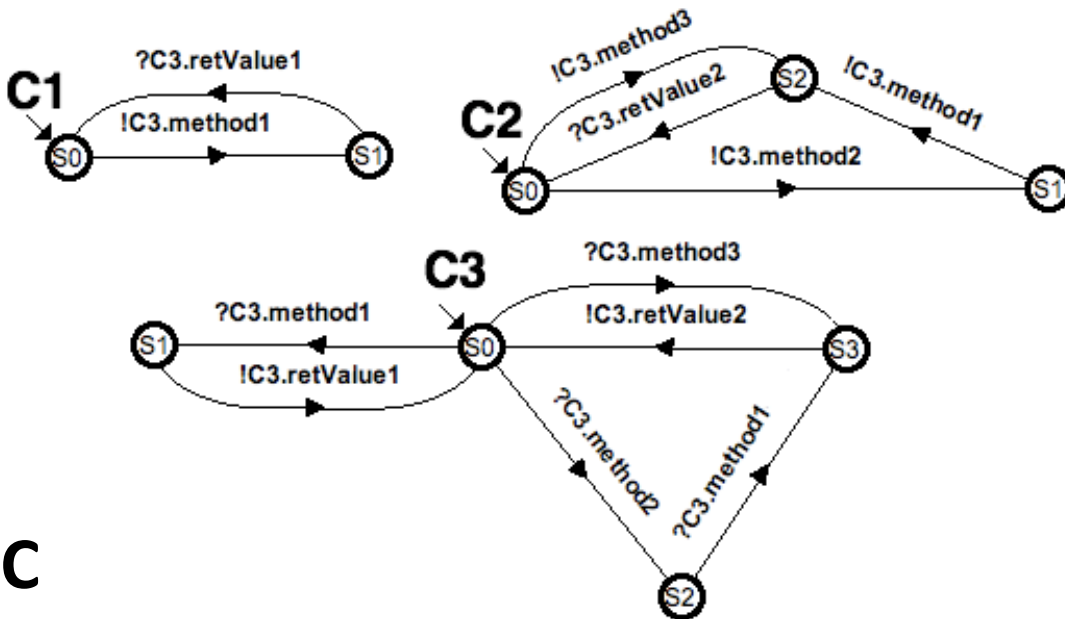 C1
?C3.retValue1
!C3.method1
S0
S1
C2
!C3.method3
?C3.retValue2
!C3.method1
!C3.method2
S2
S0
S1
C3
?C3.method3
!C3.retValue2
?C3.method1
!C3.retValue1
S1
S0
S3
?C3.method2
?C3.method1
S2
C